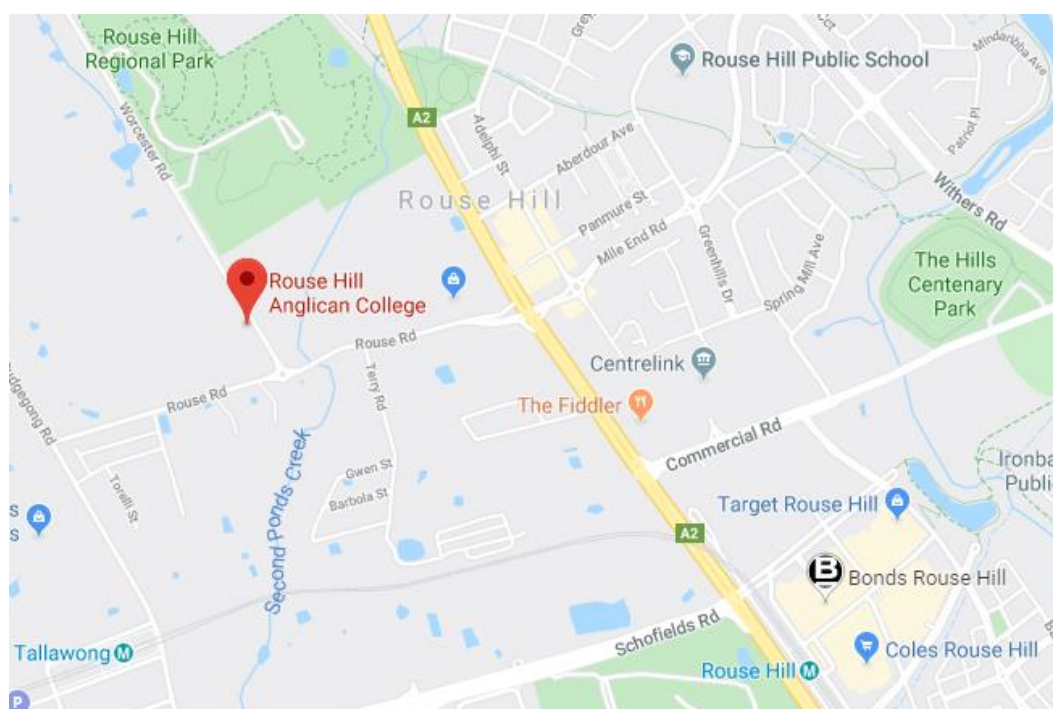 Rouse Hill
Regional Park
Worcester Rd
A2
Adelphi St
Aberdour Ave
Rouse Hill Public School
Mindaribba Ave
Patriot Pl
Withers Rd
Rouse Hill
Panmure St
Mile End Rd
Greenhills Dr
Spring Mill Ave
The Hills
Centenary
Park
Rouse Hill
Anglican College
Rouse Rd
Terry Rd
Rouse Rd
Centrelink
The Fiddler
Commercial Rd
Gwen St
Barbola St
Torelli St
Second Ponds Creek
Target Rouse Hill
A2
B
Bonds Rouse Hill
Schofields Rd
Coles Rouse Hill
Tallawong M
Rouse Hill M
P